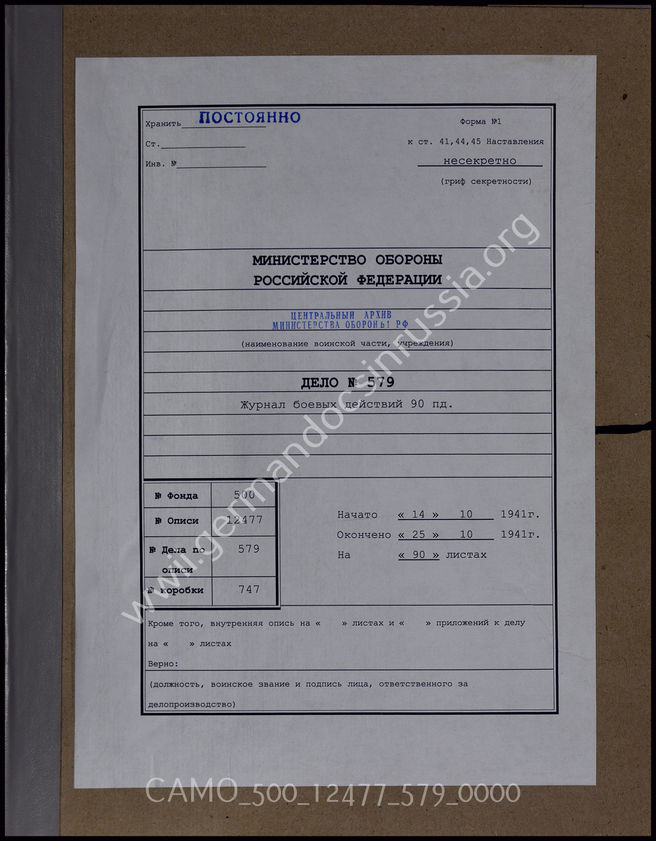 Хранить ПОСТОЯННО
Форма №1
Ст.
к ст. 41,44,45 Наставления
Инв. №
несекретно
(гриф секретности)
МИНИСТЕРСТВО ОБОРОНЫ
РОССИЙСКОЙ ФЕДЕРАЦИИ
ЦЕНТРАЛЬНЫЙ АРХИВ
МИНИСТЕРСТВА ОБОРОНЫ РФ
(наименование воинской части, учреждения)
ДЕЛО № 579
Журнал боевых действий 90 пд.
№ Фонда 500
№ Описи 12477
№ Дела по описи 579
№ коробки 747
Начато « 14 » 10 1941г.
Окончено « 25 » 10 1941г.
На « 90 » листах
Кроме того, внутренняя опись на « » листах и « » приложений к делу
на « » листах
Верно:
(должность, воинское звание и подпись лица, ответственного за
делопроизводство)
www.germandocsinrussia.org
CAMO_500_12477_579_0000